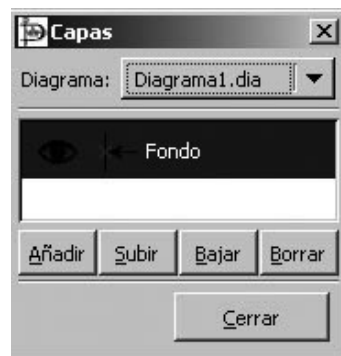 Capas
Diagrama: Diagrama1.dia
Fondo
Añadir Subir Bajar Borrar
Cerrar